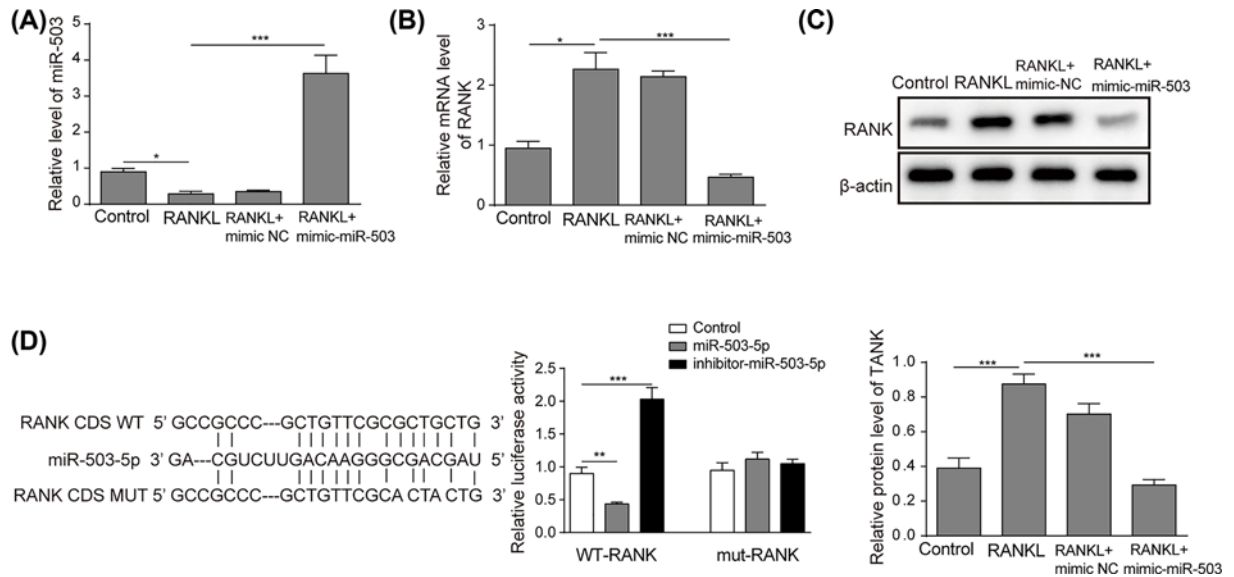 (A)
Relative level of miR-503
5
4
3
2
1
0
***
*
Control
RANKL
RANKL+
mimic NC
RANKL+
mimic-miR-503
(B)
Relative mRNA level
of RANK
3
2
1
0
*
***
Control
RANKL
RANKL+
mimic NC
RANKL+
mimic-miR-503
(C)
Control
RANKL
RANKL+
mimic-NC
RANKL+
mimic-miR-503
RANK
β-actin
(D)
RANK CDS WT 5' GCCGCCC ---GCTGTTCGCGCTGCTG 3'
miR-503-5p 3' GA---CGUCUUGACAAGGGCGACGAU 5'
RANK CDS MUT 5' GCCGCCC ---GCTGTTCGCA CTA CTG 3'
Control
miR-503-5p
inhibitor-miR-503-5p
Relative luciferase activity
2.5
2.0
1.5
1.0
0.5
0.0
***
**
WT-RANK
mut-RANK
Relative protein level of TANK
1.0
0.8
0.6
0.4
0.2
0.0
***
***
Control
RANKL
RANKL+
mimic NC
RANKL+
mimic-miR-503